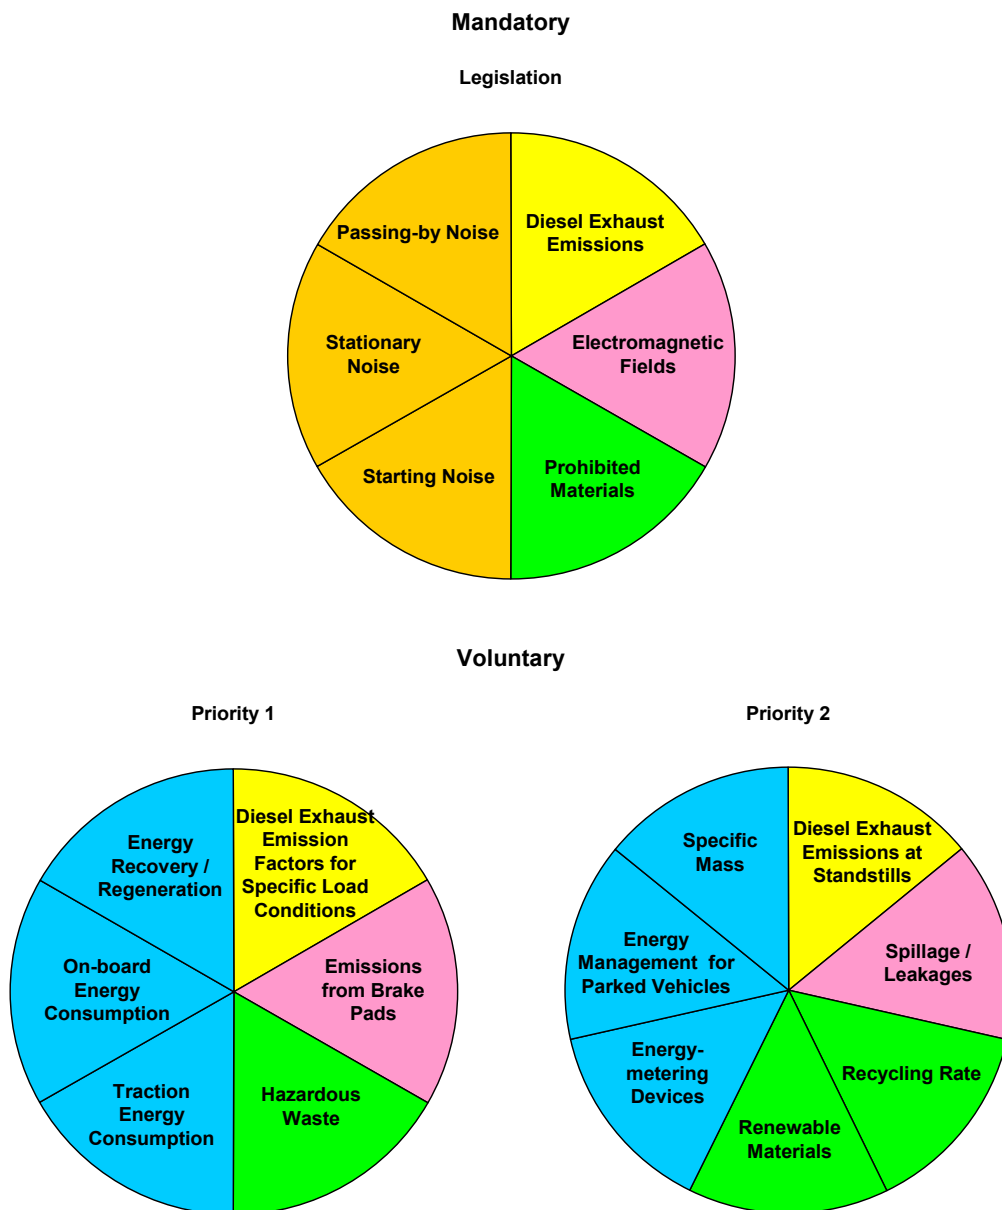 Mandatory
Legislation
Passing-by Noise
Diesel Exhaust
Emissions
Stationary
Noise
Electromagnetic
Fields
Starting Noise
Prohibited
Materials
Voluntary
Priority 1
Energy
Recovery /
Regeneration
Diesel Exhaust
Emission
Factors for
Specific Load
Conditions
On-board
Energy
Consumption
Emissions
from Brake
Pads
Traction
Energy
Consumption
Hazardous
Waste
Priority 2
Specific
Mass
Diesel Exhaust
Emissions at
Standstills
Energy
Management for
Parked Vehicles
Spillage /
Leakages
Energy-
metering
Devices
Recycling Rate
Renewable
Materials